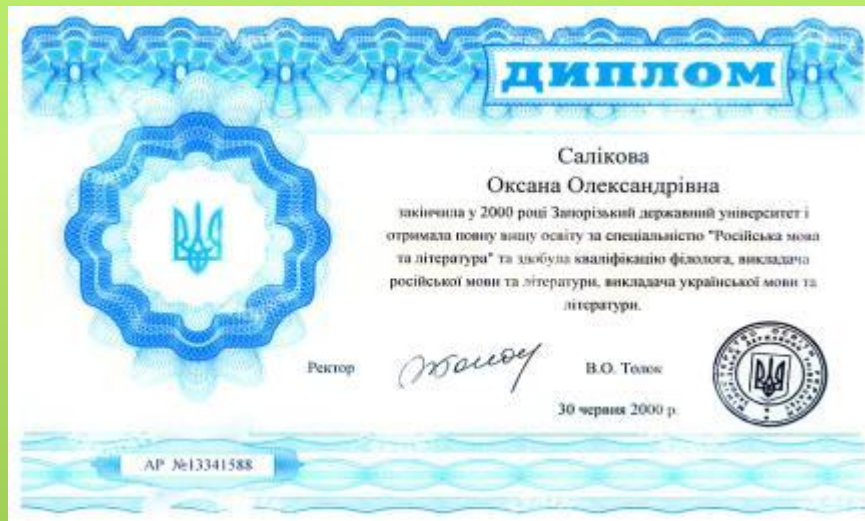 ДИПЛОМ
Салікова
Оксана Олександрівна
закінчила у 2000 році Запорізький державний університет і
отримала повну вищу освіту за спеціальністю "Російська мова
та література" та здобула кваліфікацію філолога, викладача
російської мови та літератури, викладача української мови та
літератури.
Ректор
В.О. Толок
30 червня 2000 р.
АР №13341588